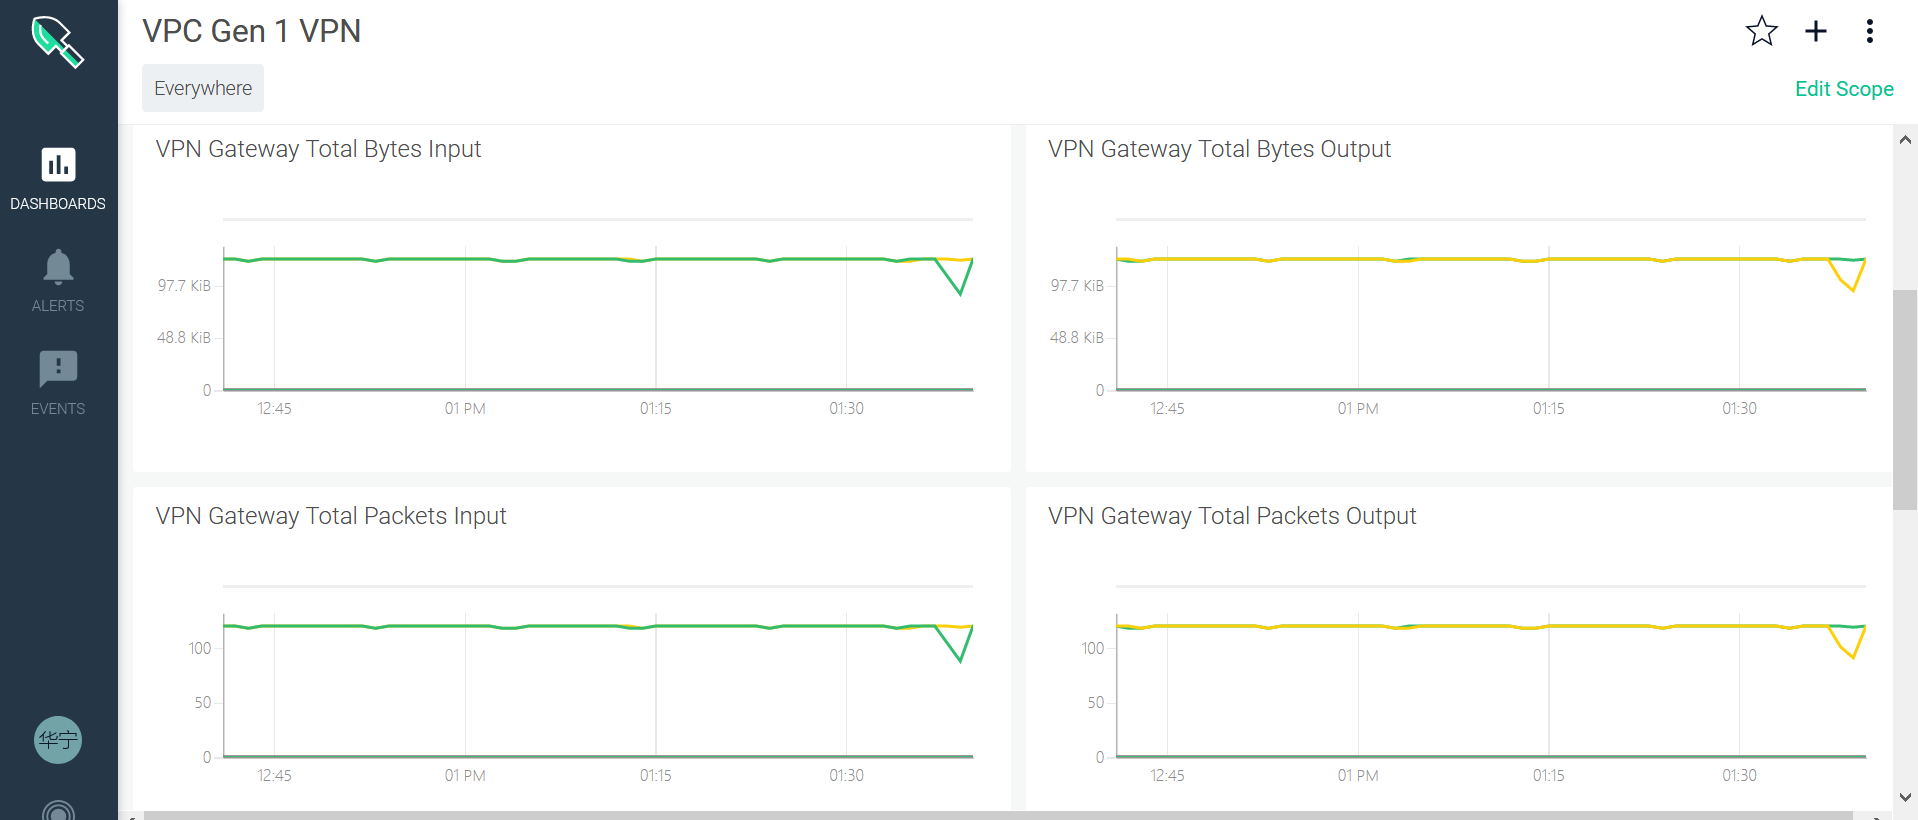 VPC Gen 1 VPN
Everywhere
Edit Scope
DASHBOARDS
ALERTS
EVENTS
华宁
VPN Gateway Total Bytes Input
97.7 KiB
48.8 KiB
0
12:45
01 PM
01:15
01:30
VPN Gateway Total Bytes Output
97.7 KiB
48.8 KiB
0
12:45
01 PM
01:15
01:30
VPN Gateway Total Packets Input
100
50
0
12:45
01 PM
01:15
01:30
VPN Gateway Total Packets Output
100
50
0
12:45
01 PM
01:15
01:30